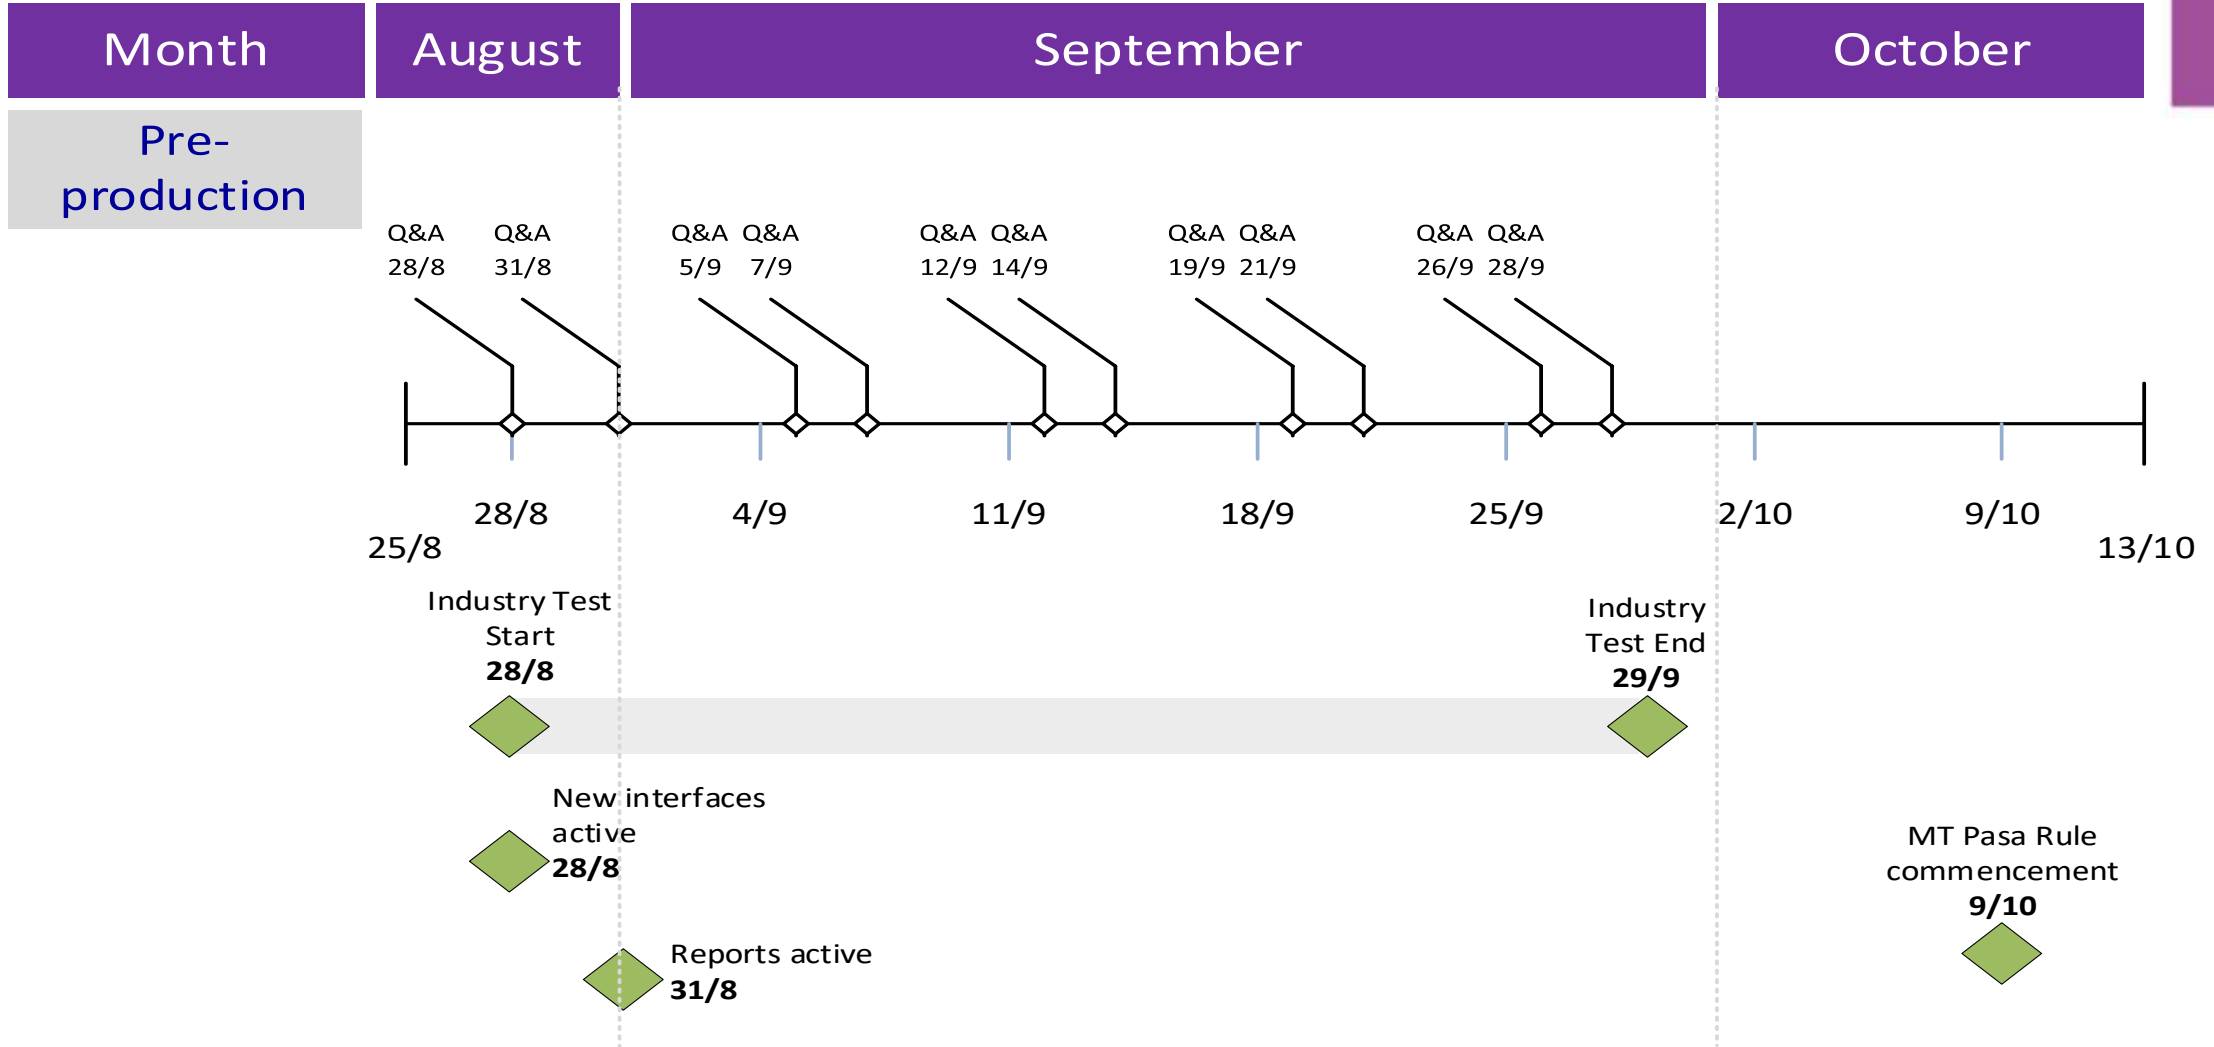 Month August September October
Pre-
production
Q&A Q&A Q&A Q&A Q&A Q&A Q&A Q&A Q&A Q&A
28/8 31/8 5/9 7/9 12/9 14/9 19/9 21/9 26/9 28/9
28/8 4/9 11/9 18/9 25/9 2/10 9/10
25/8 13/10
Industry Test
Start
28/8
Industry
Test End
29/9
New interfaces
active
28/8
MT Pasa Rule
commencement
9/10
Reports active
31/8